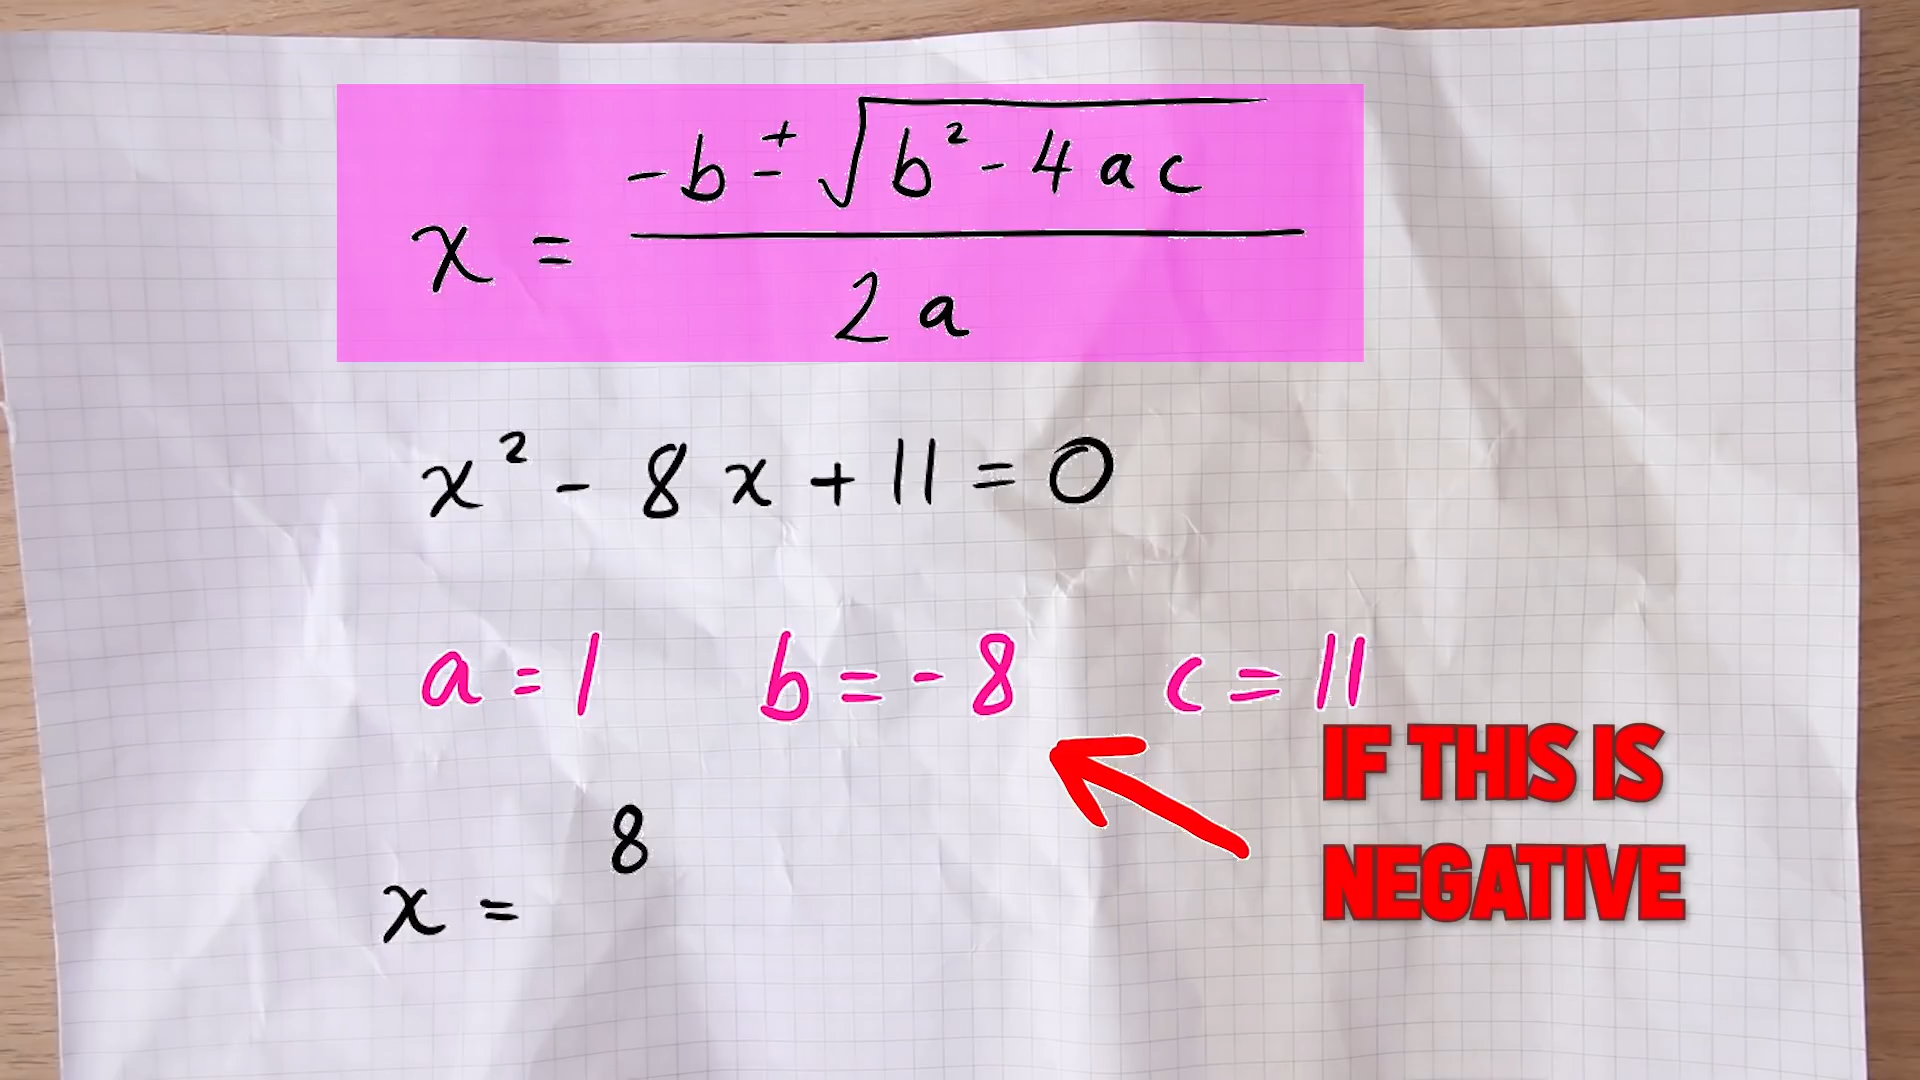 x = (-b ± √(b² - 4ac)) / 2a
x² - 8x + 11 = 0
a = 1 b = -8 c = 11
IF THIS IS
NEGATIVE
8
x =